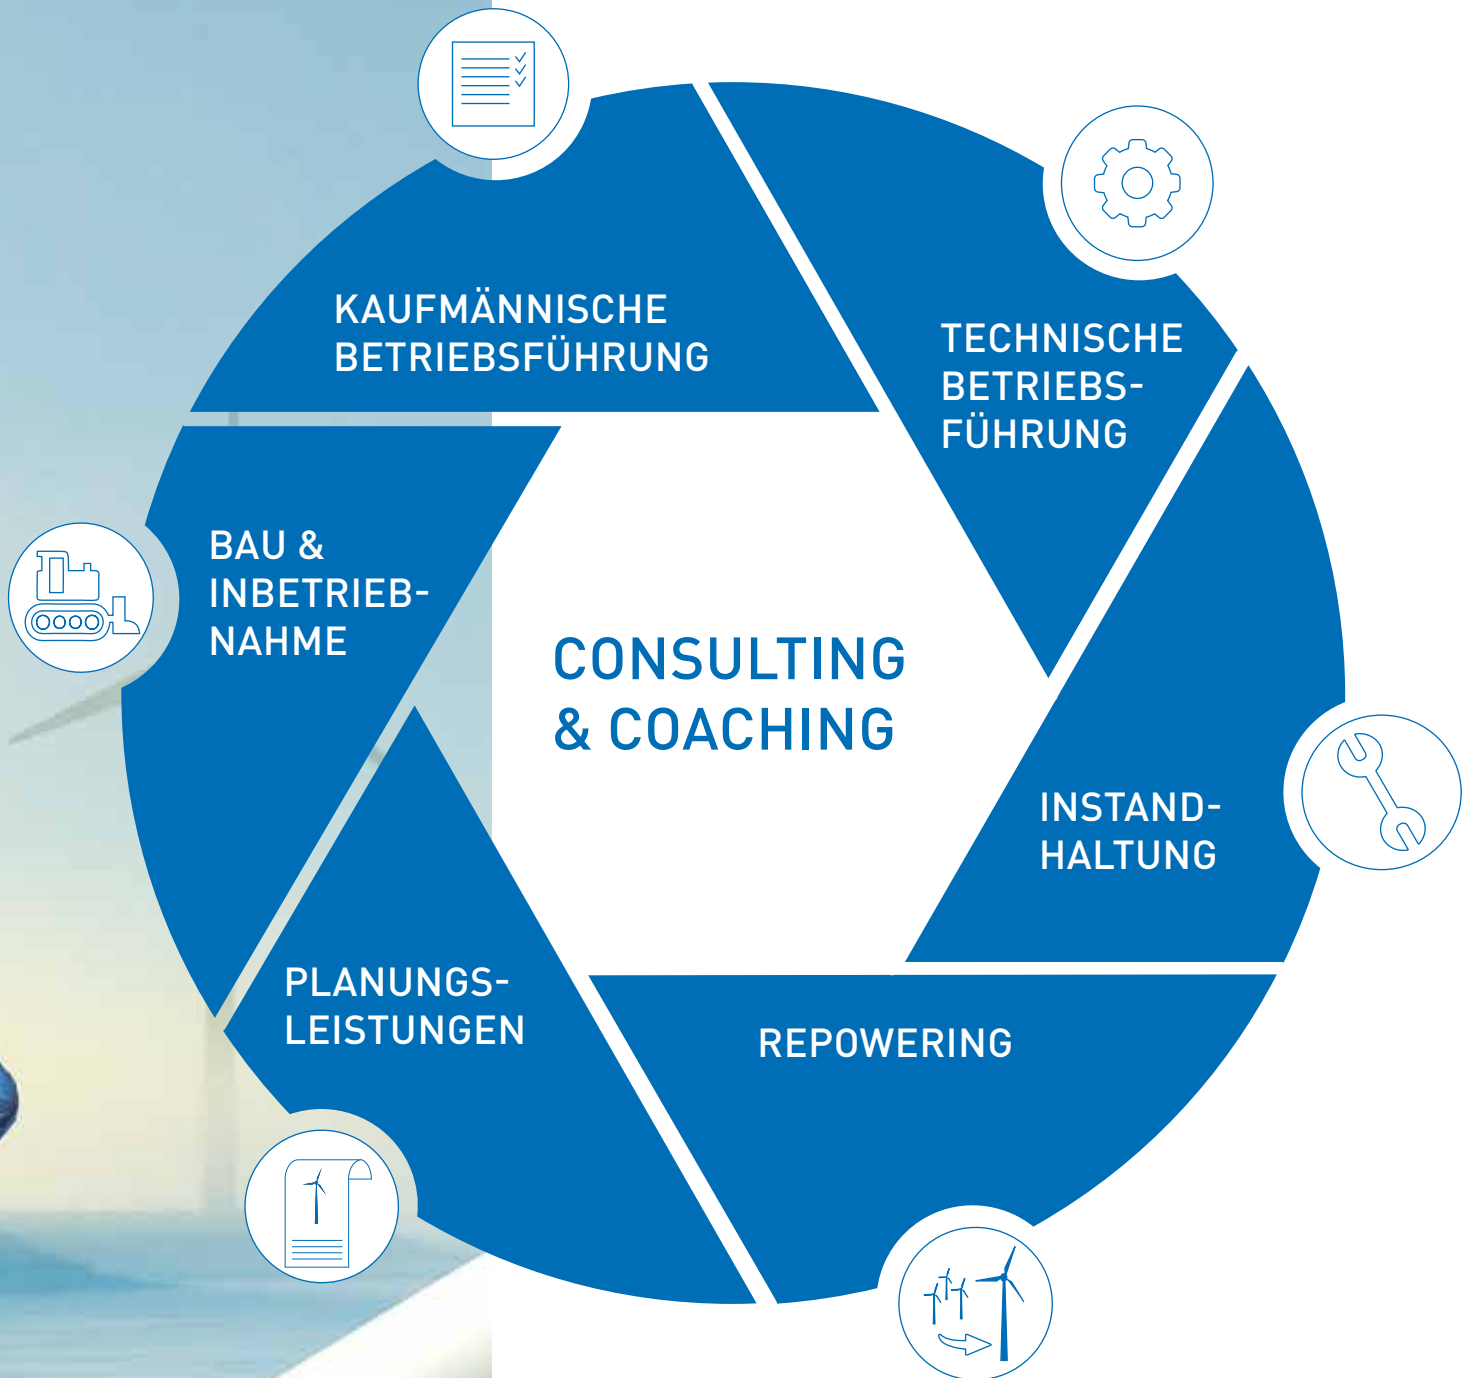 KAUFMÄNNISCHE
BETRIEBSFÜHRUNG
TECHNISCHE
BETRIEBS-
FÜHRUNG
BAU &
INBETRIEB-
NAHME
CONSULTING
& COACHING
INSTAND-
HALTUNG
PLANUNGS-
LEISTUNGEN
REPOWERING